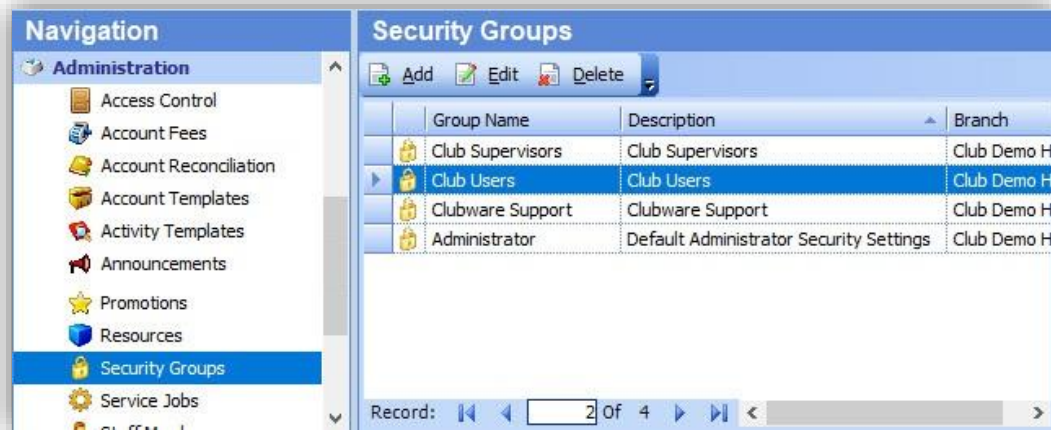 Navigation
Administration
Access Control
Account Fees
Account Reconciliation
Account Templates
Activity Templates
Announcements
Promotions
Resources
Security Groups
Service Jobs
Security Groups
Add Edit Delete
Group Name Description Branch
Club Supervisors Club Supervisors Club Demo H
Club Users Club Users Club Demo H
Clubware Support Clubware Support Club Demo H
Administrator Default Administrator Security Settings Club Demo H
Record: 2 Of 4